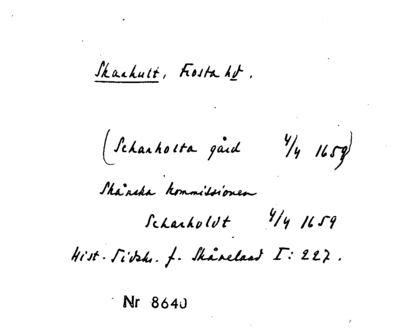 Skarhult, Frosta hd.
(Scharholta gård 4/4 1659)
Skånska kommissionen
Scharholdt 4/4 1659
Hist. Tidskr. f. Skåneland I: 227.
Nr 8640